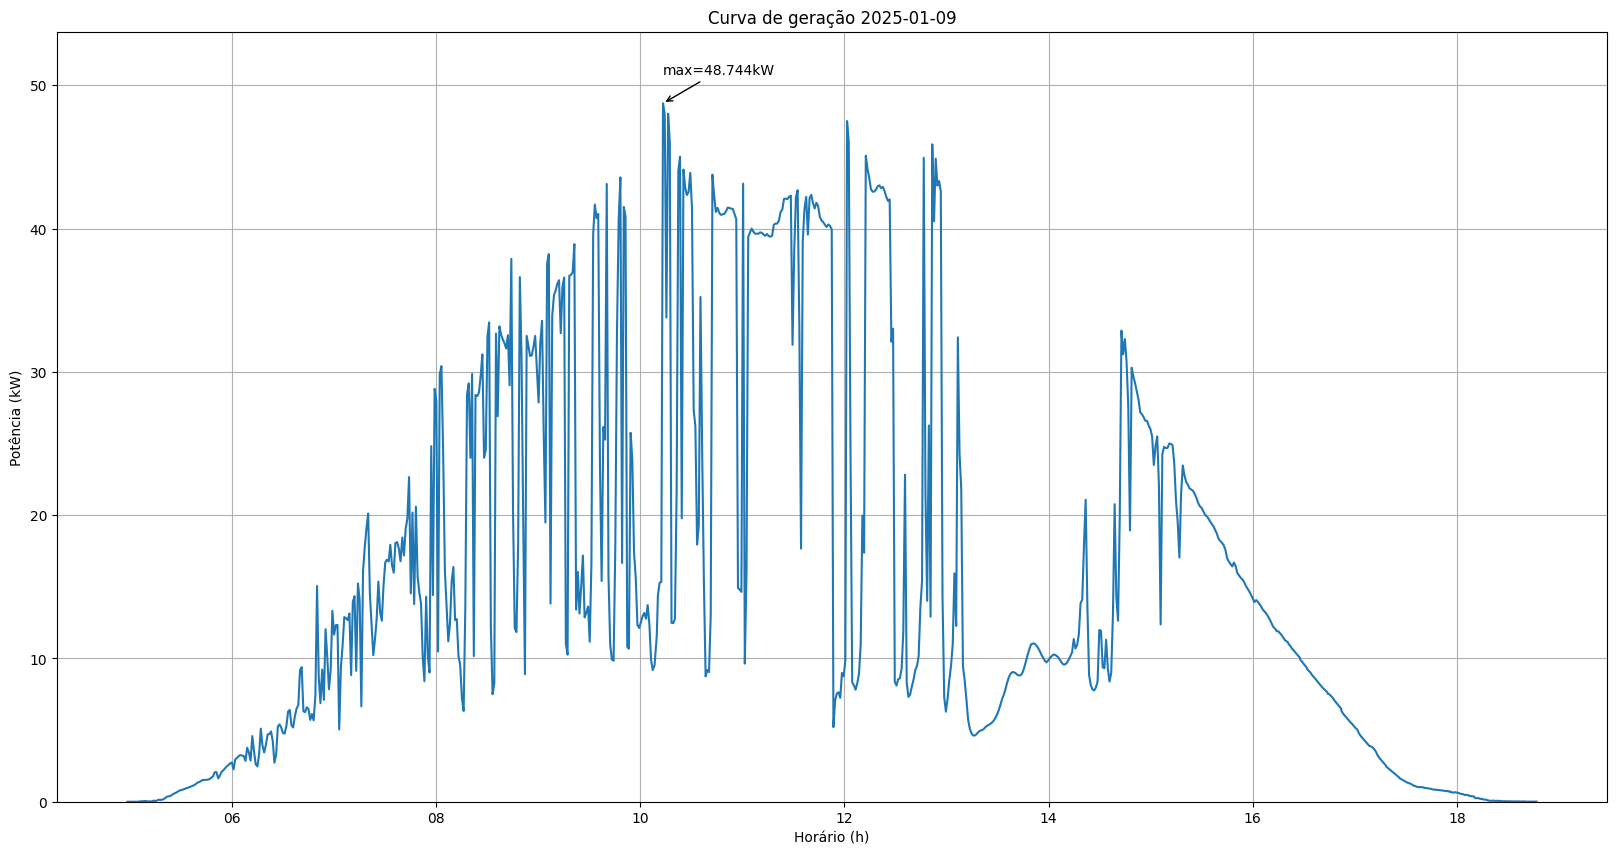 Curva de geração 2025-01-09
max=48.744kW
50
40
30
20
10
0
Potência (kW)
06 08 10 12 14 16 18
Horário (h)